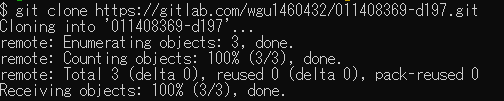 $ git clone https://gitlab.com/wgu1460432/011408369-d197.git
Cloning into '011408369-d197'...
remote: Enumerating objects: 3, done.
remote: Counting objects: 100% (3/3), done.
remote: Total 3 (delta 0), reused 0 (delta 0), pack-reused 0
Receiving objects: 100% (3/3), done.